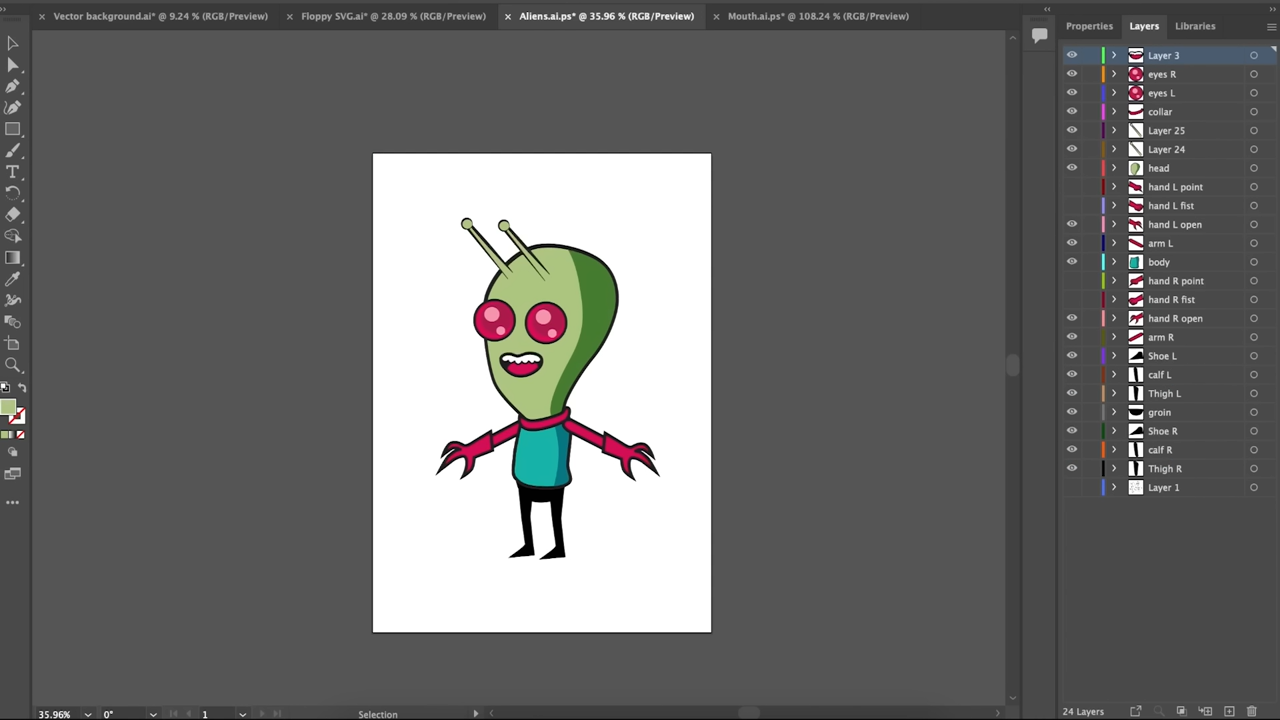 Vector background.ai* @ 9.24 % (RGB/Preview)
Floppy SVG.ai* @ 28.09 % (RGB/Preview)
Aliens.ai.ps* @ 35.96 % (RGB/Preview)
Mouth.ai.ps* @ 108.24 % (RGB/Preview)
Properties
Layers
Libraries
Layer 3
eyes R
eyes L
collar
Layer 25
Layer 24
head
hand L point
hand L fist
hand L open
arm L
body
hand R point
hand R fist
hand R open
arm R
Shoe L
calf L
Thigh L
groin
Shoe R
calf R
Thigh R
Layer 1
35.96%
0°
1
Selection
24 Layers